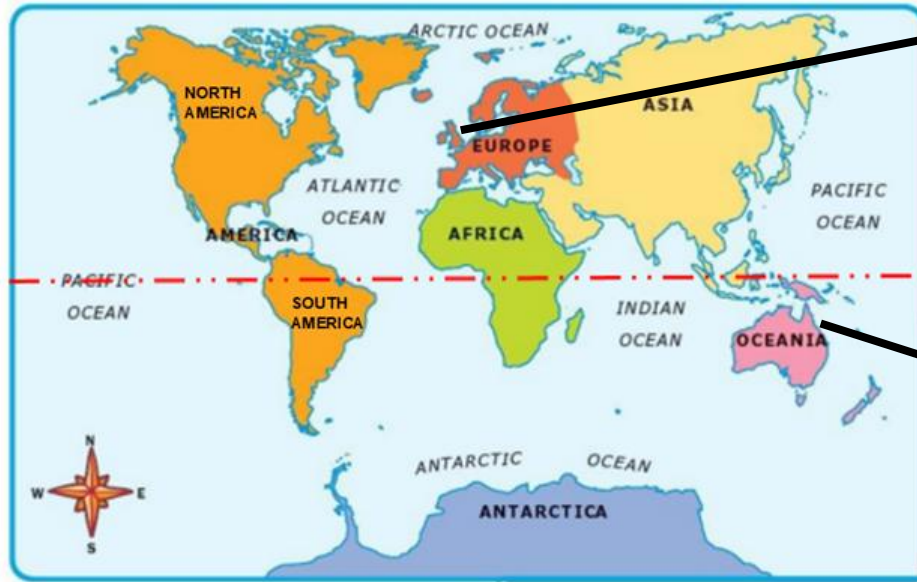 ARCTIC OCEAN
NORTH
AMERICA
ASIA
EUROPE
ATLANTIC
OCEAN
PACIFIC
OCEAN
AMERICA
AFRICA
PACIFIC
OCEAN
SOUTH
AMERICA
INDIAN
OCEAN
OCEANIA
ANTARCTIC OCEAN
ANTARCTICA
N
W E
S